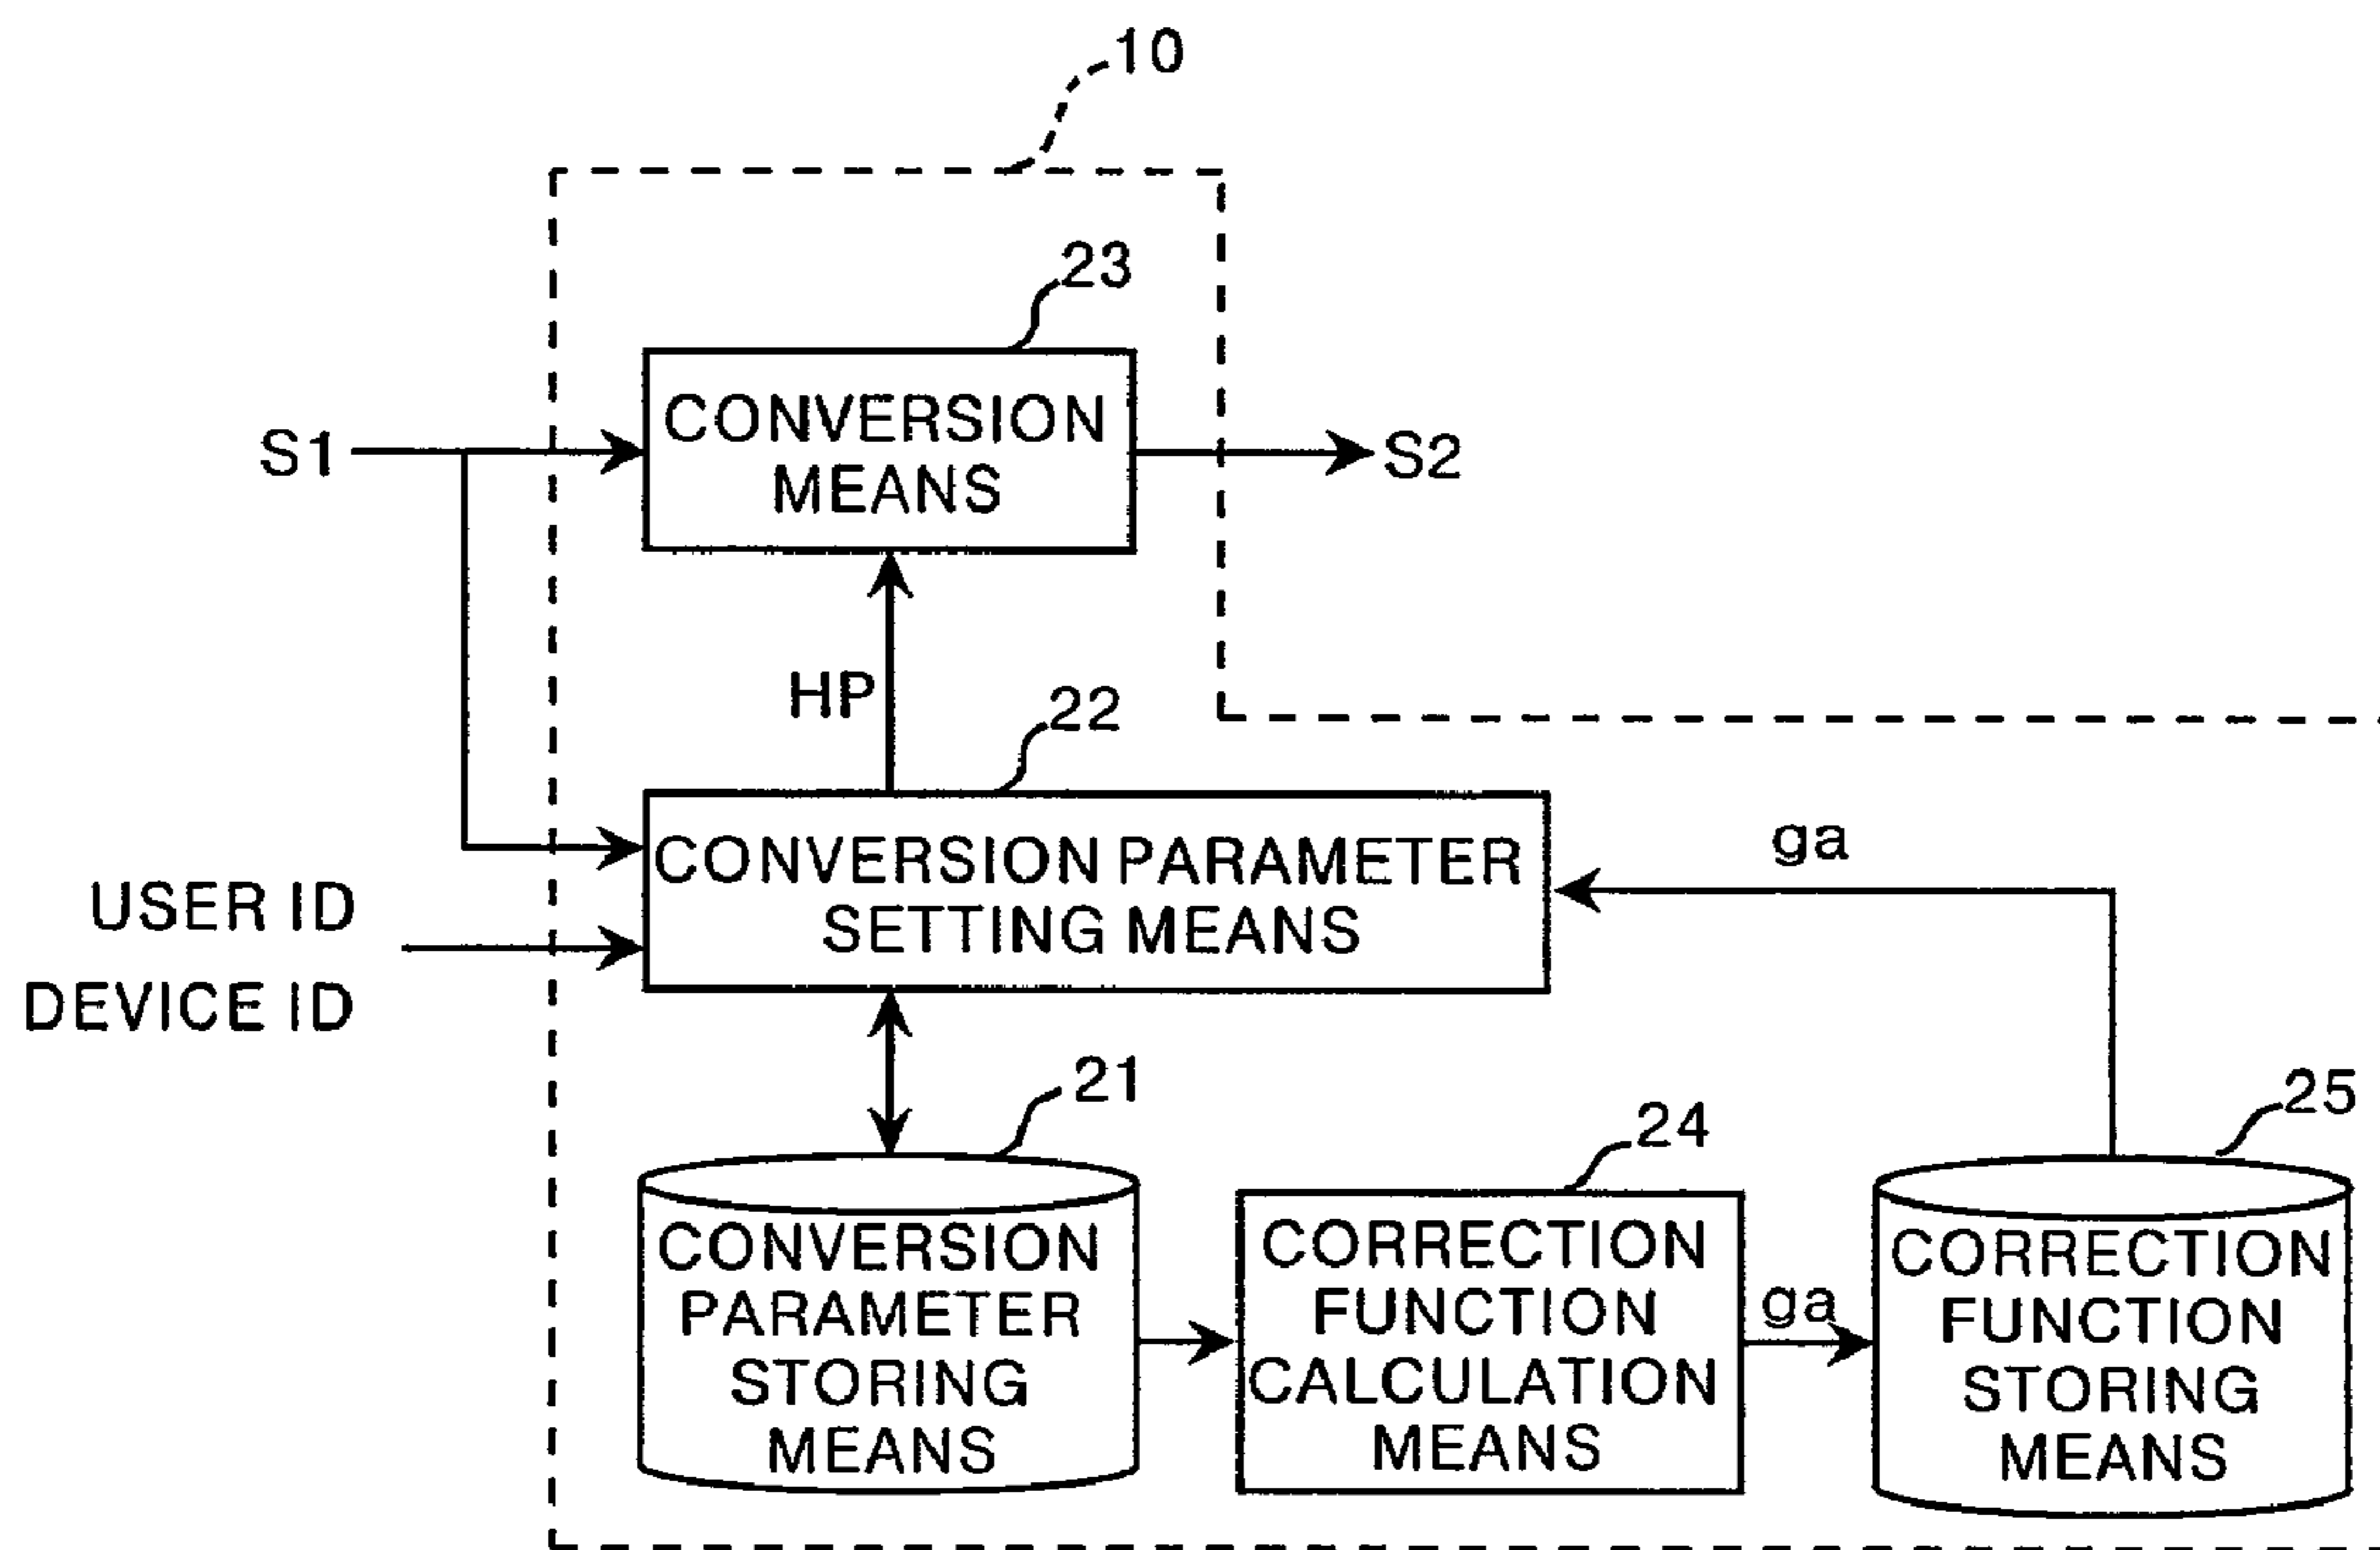 10
23
CONVERSION
MEANS
S1
S2
HP
22
CONVERSION PARAMETER
SETTING MEANS
ga
USER ID
DEVICE ID
21
24
25
CONVERSION
PARAMETER
STORING
MEANS
CORRECTION
FUNCTION
CALCULATION
MEANS
ga
CORRECTION
FUNCTION
STORING
MEANS